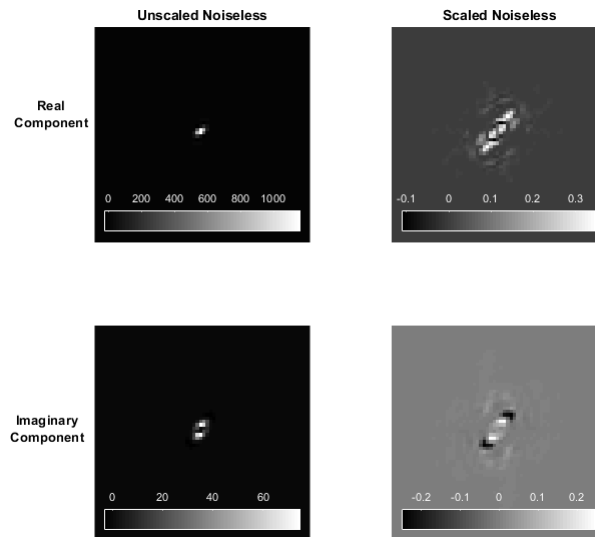 Unscaled Noiseless
Scaled Noiseless
Real
Component
0 200 400 600 800 1000
-0.1 0 0.1 0.2 0.3
Imaginary
Component
0 20 40 60
-0.2 -0.1 0 0.1 0.2